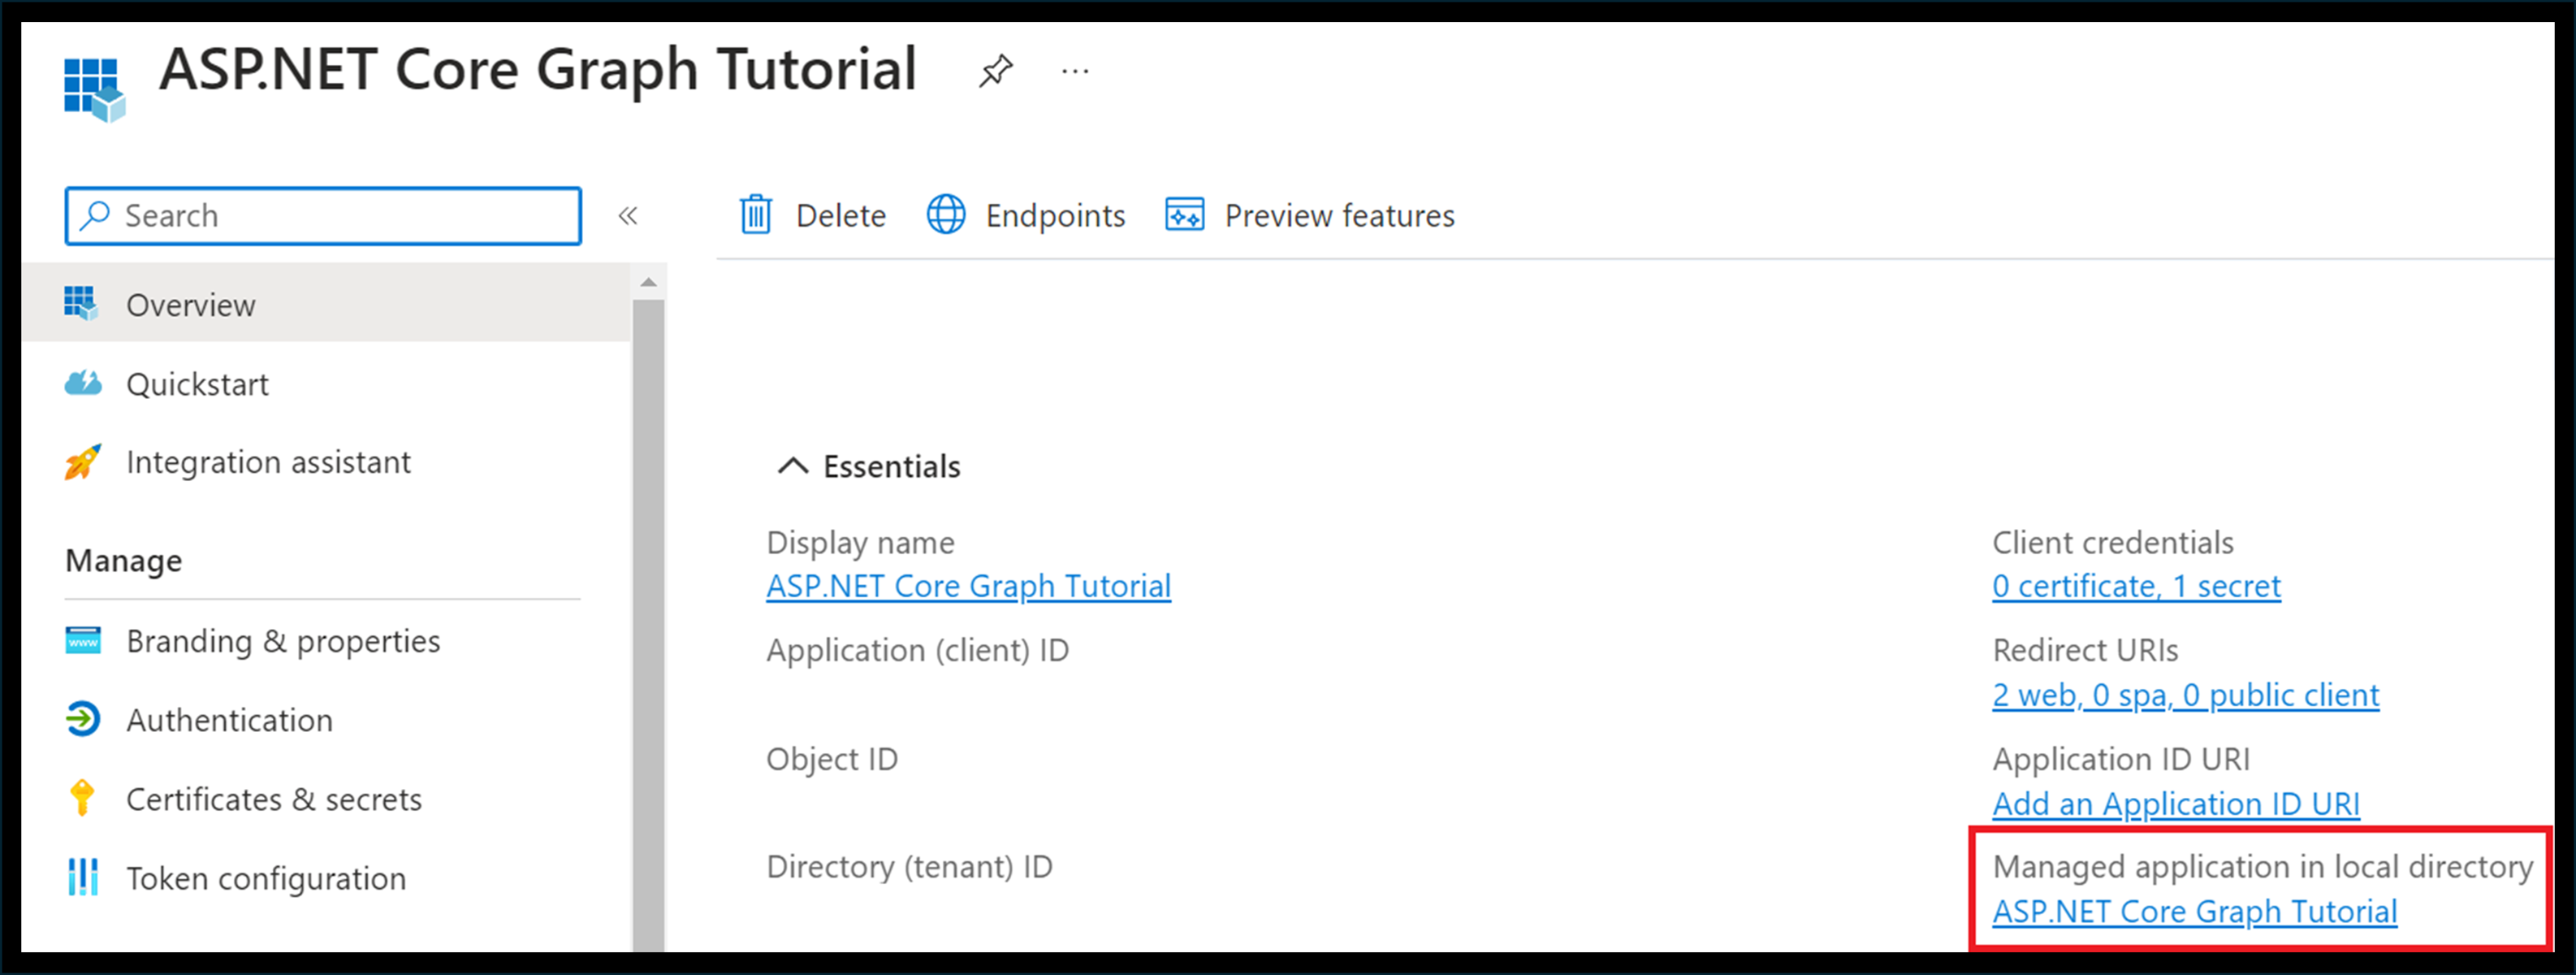 ASP.NET Core Graph Tutorial
Search
Delete
Endpoints
Preview features
Overview
Quickstart
Integration assistant
Manage
Branding & properties
Authentication
Certificates & secrets
Token configuration
Essentials
Display name
ASP.NET Core Graph Tutorial
Application (client) ID
Object ID
Directory (tenant) ID
Client credentials
0 certificate, 1 secret
Redirect URIs
2 web, 0 spa, 0 public client
Application ID URI
Add an Application ID URI
Managed application in local directory
ASP.NET Core Graph Tutorial